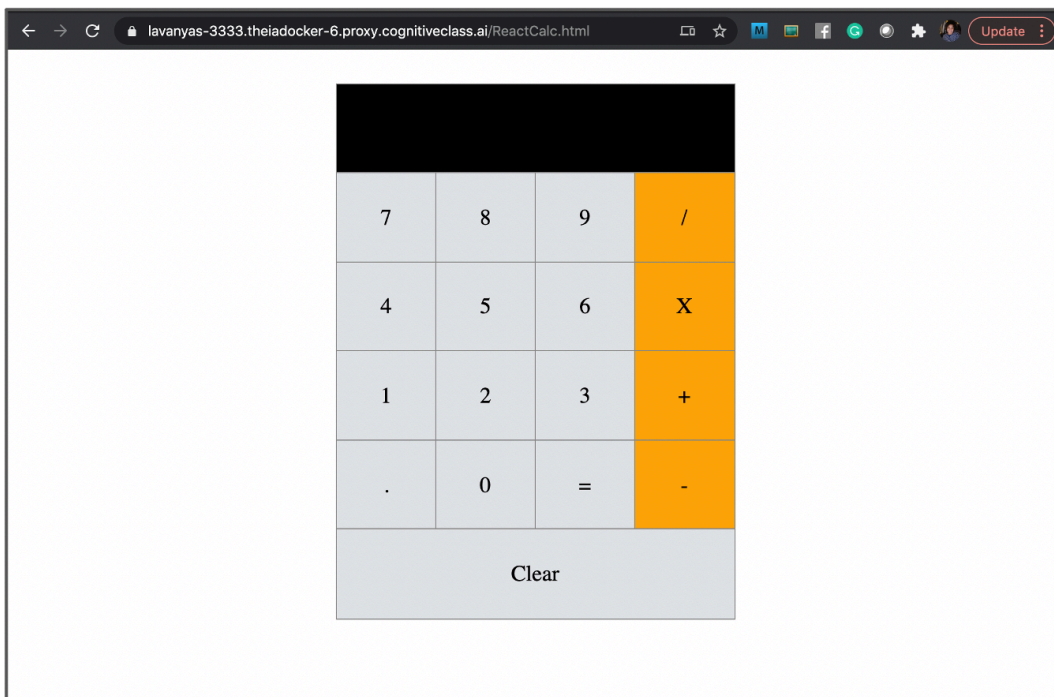 lavanyas-3333.theiadocker-6.proxy.cognitiveclass.ai/ReactCalc.html M f G Update
7 8 9 /
4 5 6 X
1 2 3 +
. 0 = -
Clear